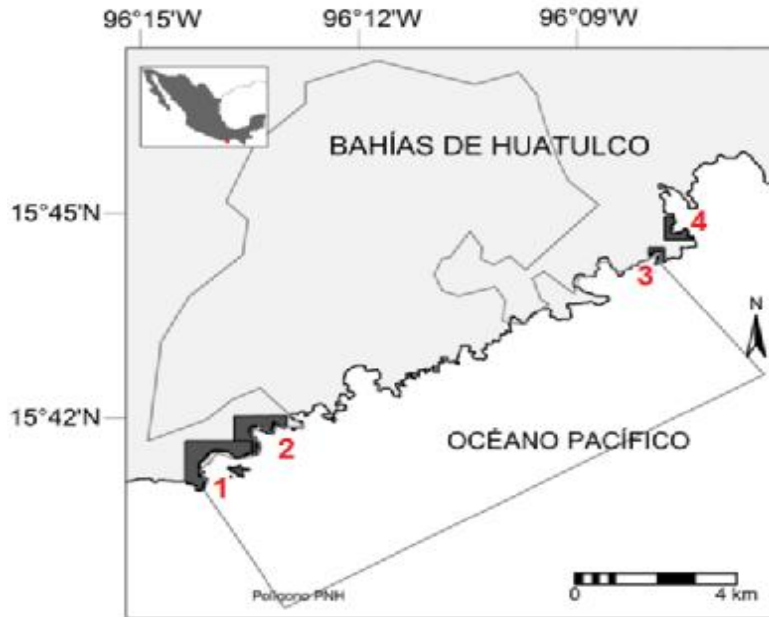 96°15'W 96°12'W 96°09'W
BAHÍAS DE HUATULCO
15°45'N
4
3
N
15°42'N
OCÉANO PACÍFICO
2
1
Polígono PNH
0 4 km